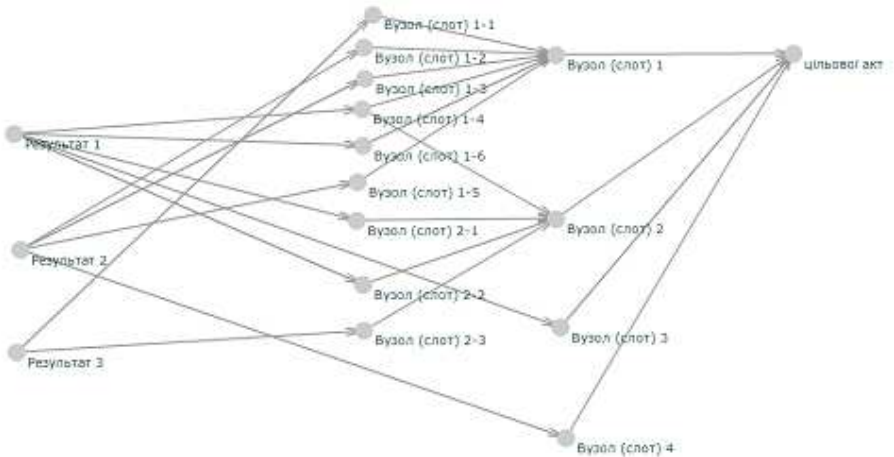 Вузол (слот) 1-1
Вузол (слот) 1-2
Вузол (слот) 1
цільової акт
Вузол (слот) 1-3
Вузол (слот) 1-4
Результат 1
Вузол (слот) 1-6
Вузол (слот) 1-5
Вузол (слот) 2-1
Вузол (слот) 2
Результат 2
Вузол (слот) 2-2
Вузол (слот) 3
Вузол (слот) 2-3
Результат 3
Вузол (слот) 4